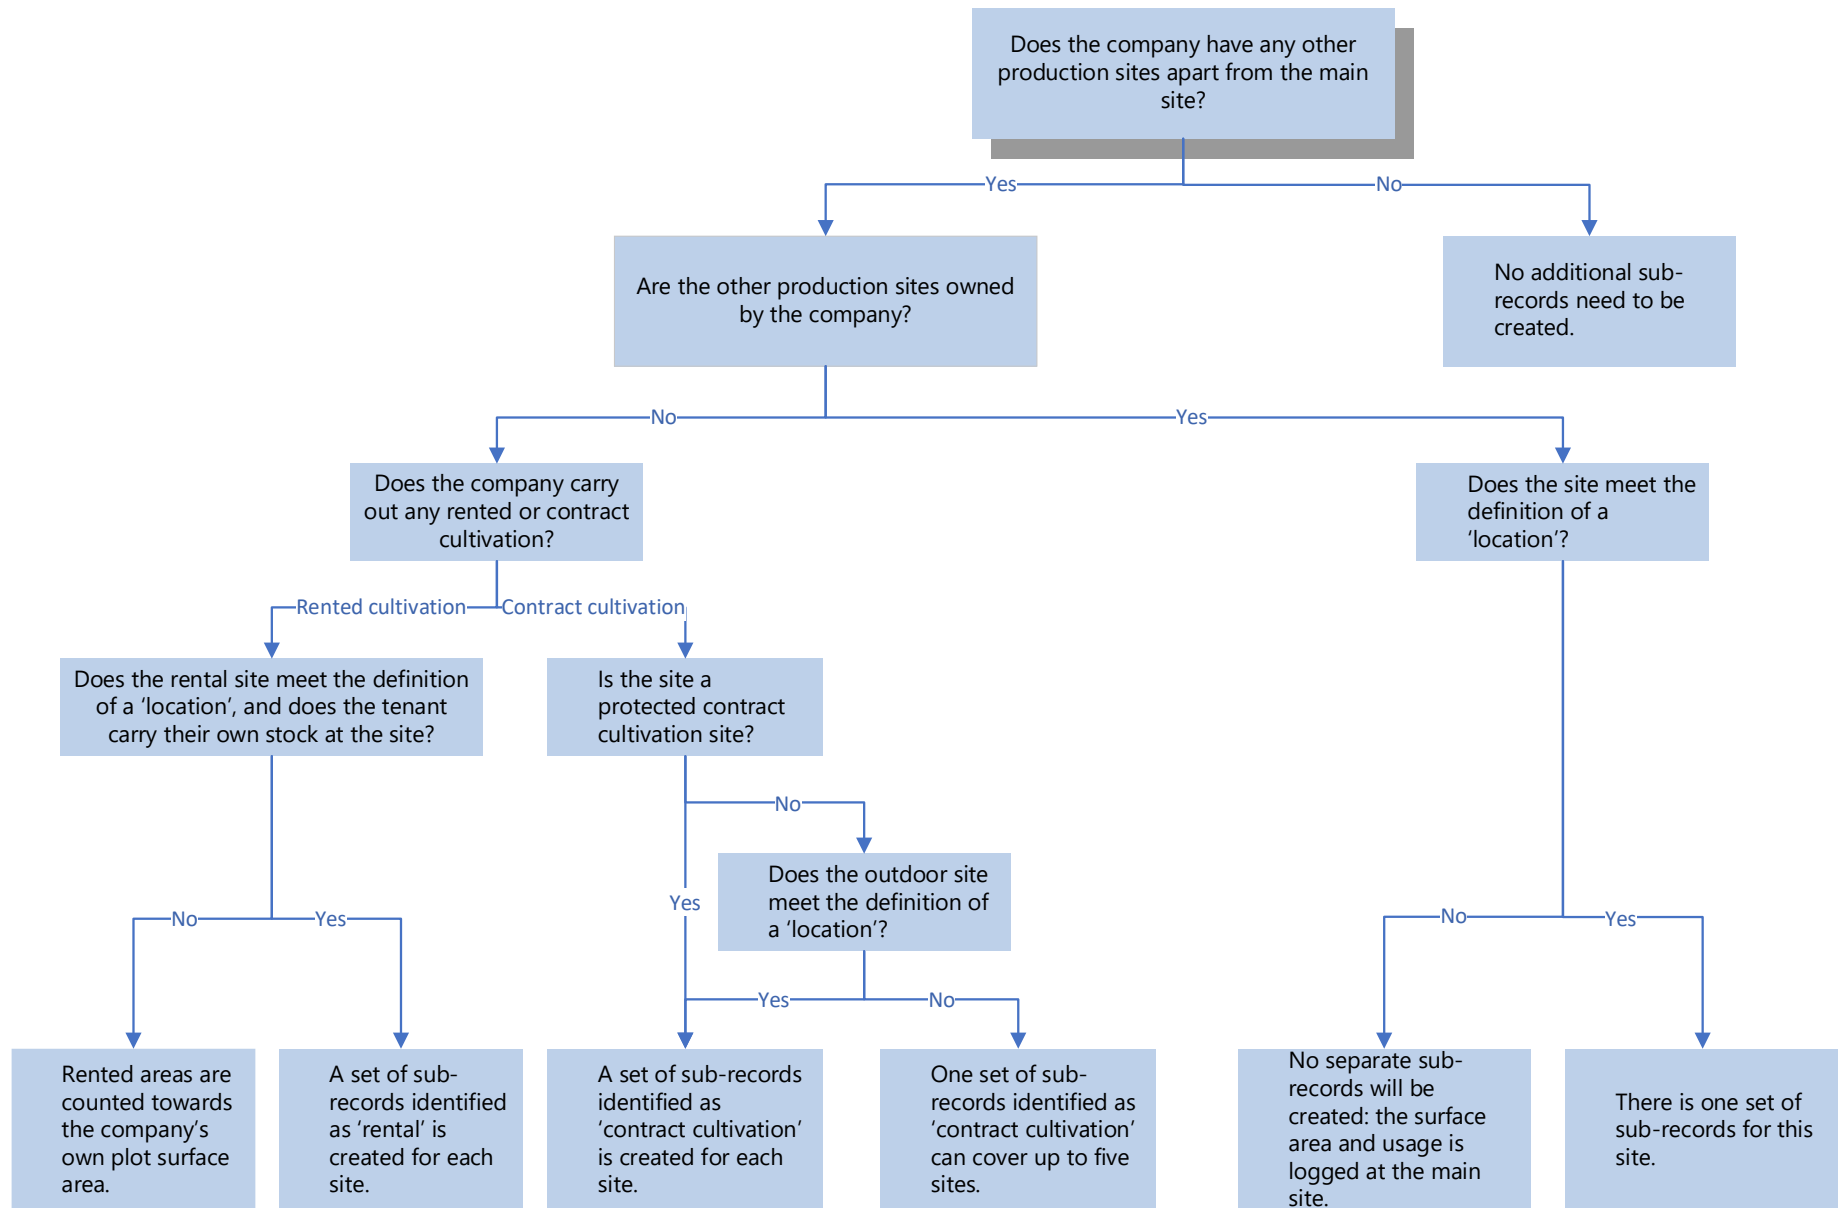 Does the company have any other
production sites apart from the main
site?
Yes
No
Are the other production sites owned
by the company?
No additional sub-
records need to be
created.
No
Yes
Does the company carry
out any rented or contract
cultivation?
Does the site meet the
definition of a
‘location’?
Rented cultivation
Contract cultivation
Does the rental site meet the definition
of a ‘location’, and does the tenant
carry their own stock at the site?
Is the site a
protected contract
cultivation site?
No
Does the outdoor site
meet the definition of
a ‘location’?
Yes
No
Yes
No
Yes
Yes
No
Rented areas are
counted towards
the company’s
own plot surface
area.
A set of sub-
records identified
as ‘rental’ is
created for each
site.
A set of sub-records
identified as
‘contract cultivation’
is created for each
site.
One set of sub-
records identified as
‘contract cultivation’
can cover up to five
sites.
No separate sub-
records will be
created: the surface
area and usage is
logged at the main
site.
There is one set of
sub-records for this
site.